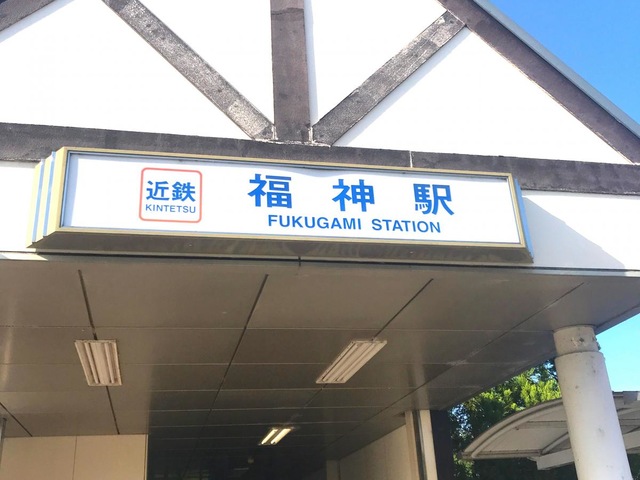 近鉄
KINTETSU
福神駅
FUKUGAMI STATION